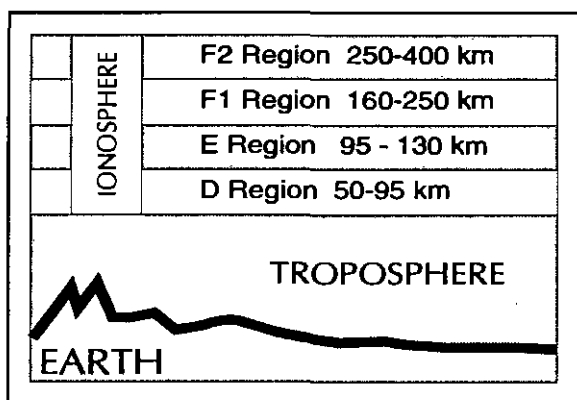 F2 Region 250-400 km
F1 Region 160-250 km
E Region 95 - 130 km
D Region 50-95 km
IONOSPHERE
TROPOSPHERE
EARTH